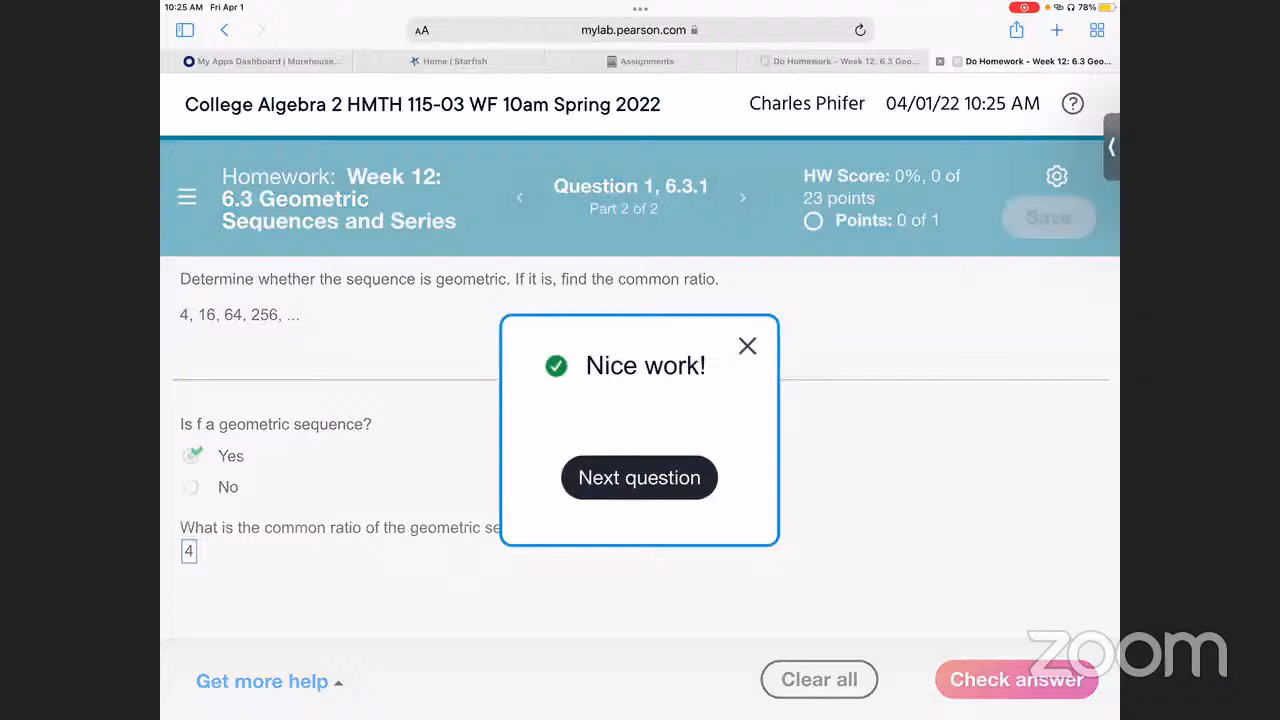 10:25 AM Fri Apr 1
78%
AA
mylab.pearson.com
My Apps Dashboard | Morehouse...
Home | Starfish
Assignments
Do Homework - Week 12: 6.3 Geo...
Do Homework - Week 12: 6.3 Geo...
College Algebra 2 HMTH 115-03 WF 10am Spring 2022
Charles Phifer
04/01/22 10:25 AM
?
Homework: Week 12:
6.3 Geometric
Sequences and Series
Question 1, 6.3.1
Part 2 of 2
HW Score: 0%, 0 of
23 points
Points: 0 of 1
Save
Determine whether the sequence is geometric. If it is, find the common ratio.
4, 16, 64, 256, ...
Nice work!
Next question
Is f a geometric sequence?
Yes
No
What is the common ratio of the geometric se
4
Get more help
Clear all
Check answer
zoom